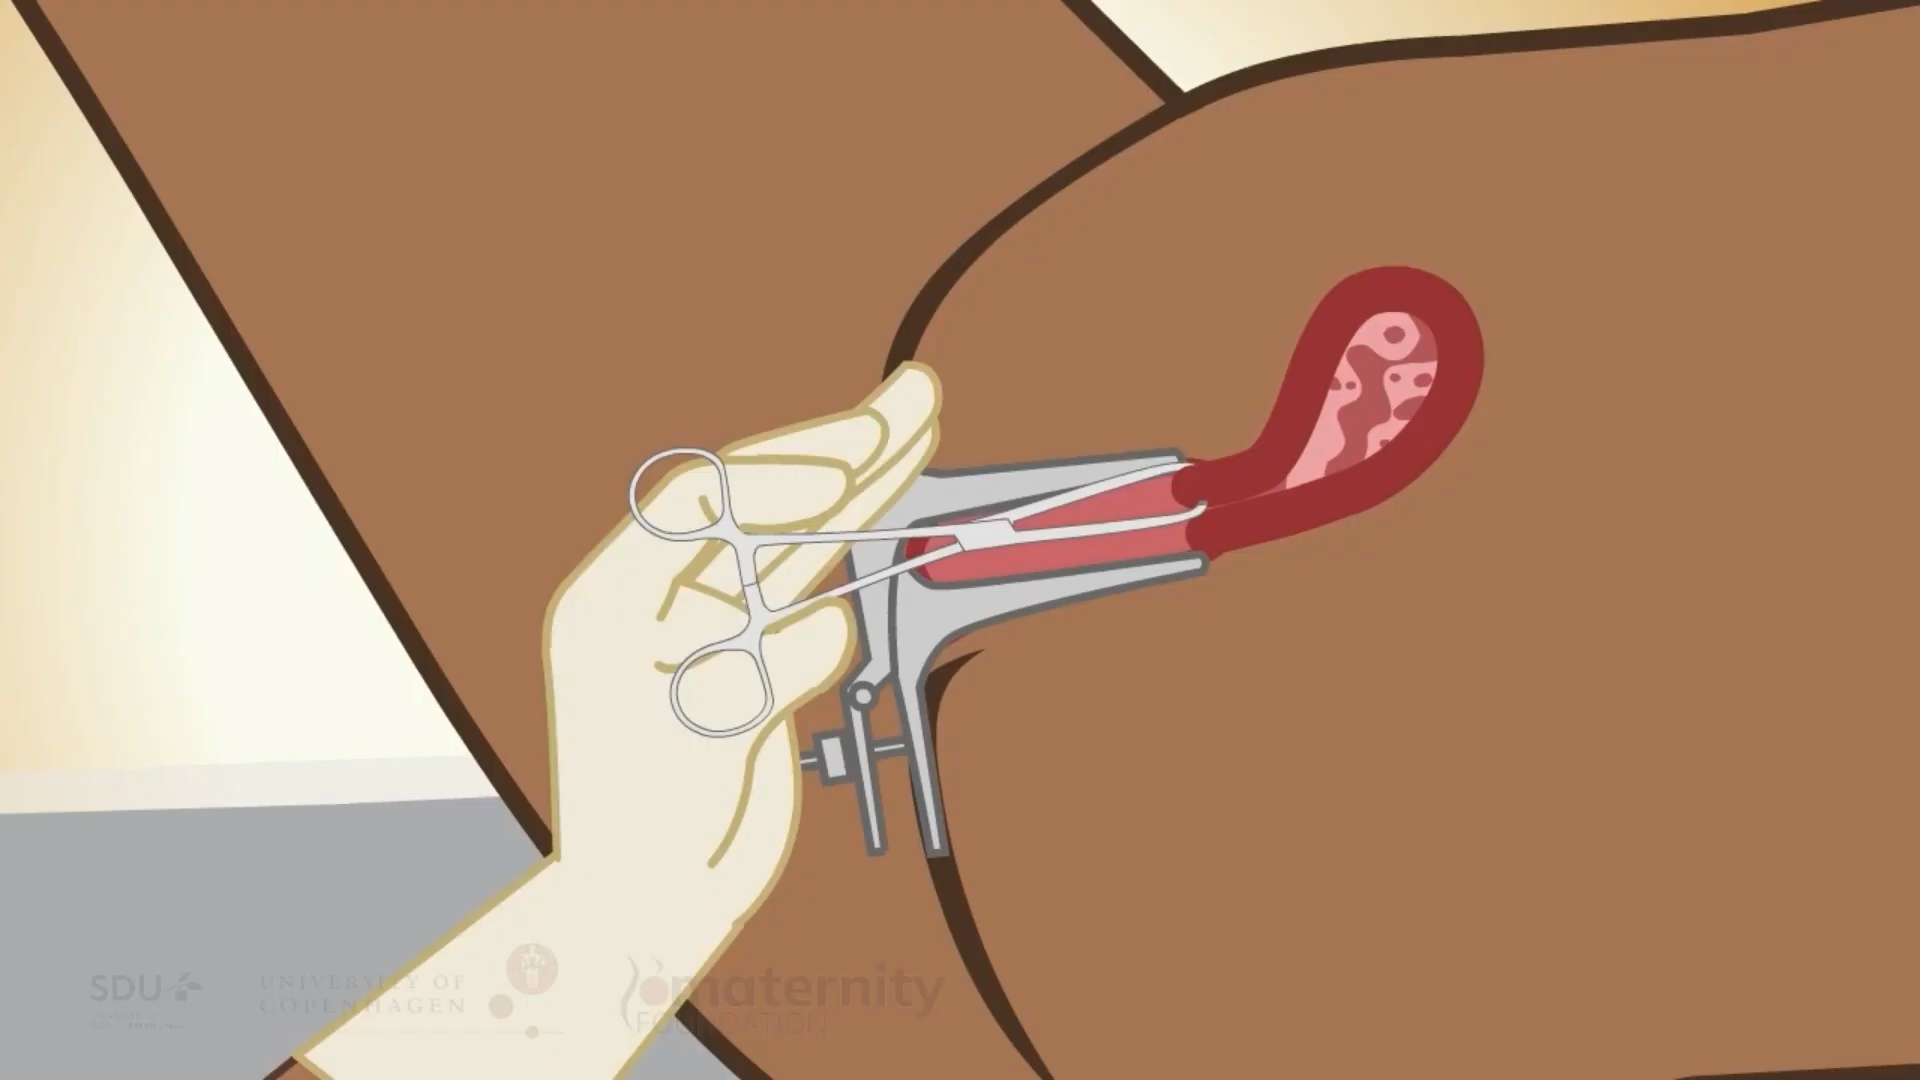 SDU
UNIVERSITY OF
COPENHAGEN
maternity
FOUNDATION